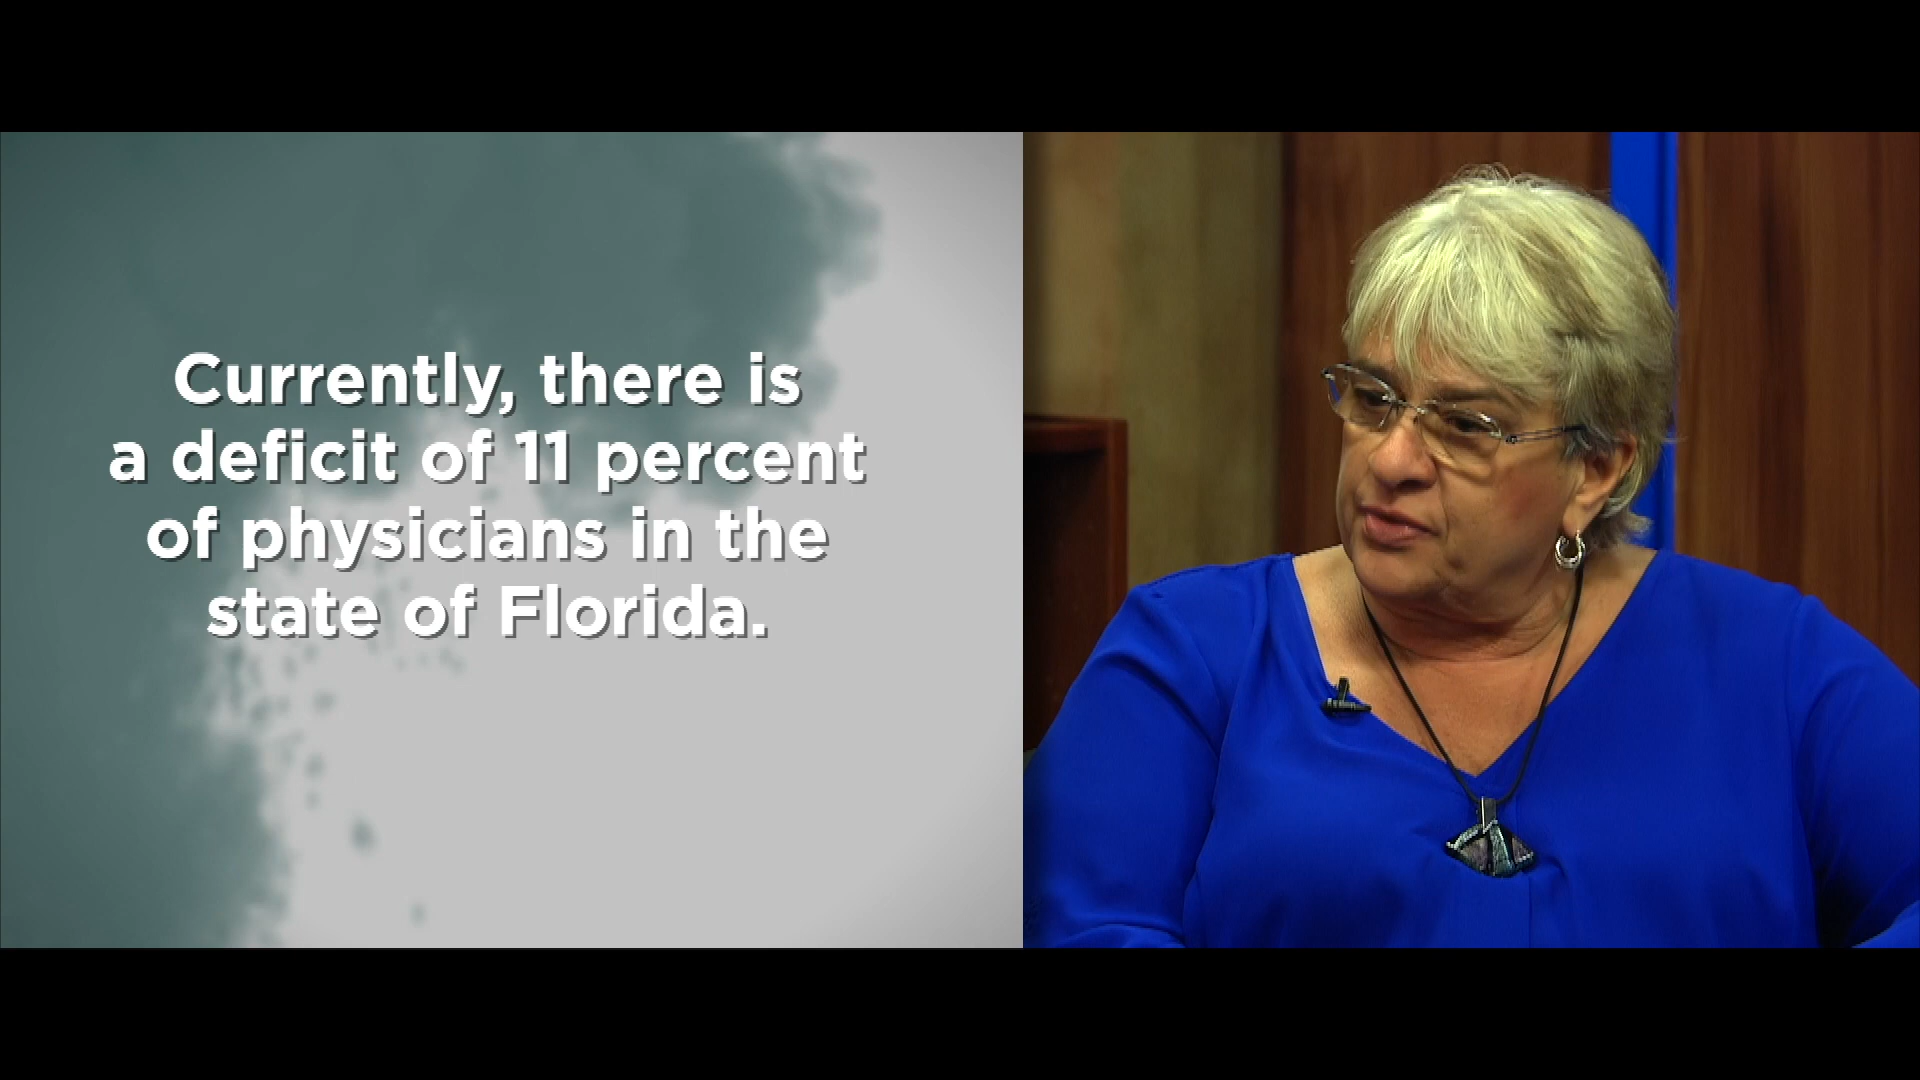 Currently, there is
a deficit of 11 percent
of physicians in the
state of Florida.